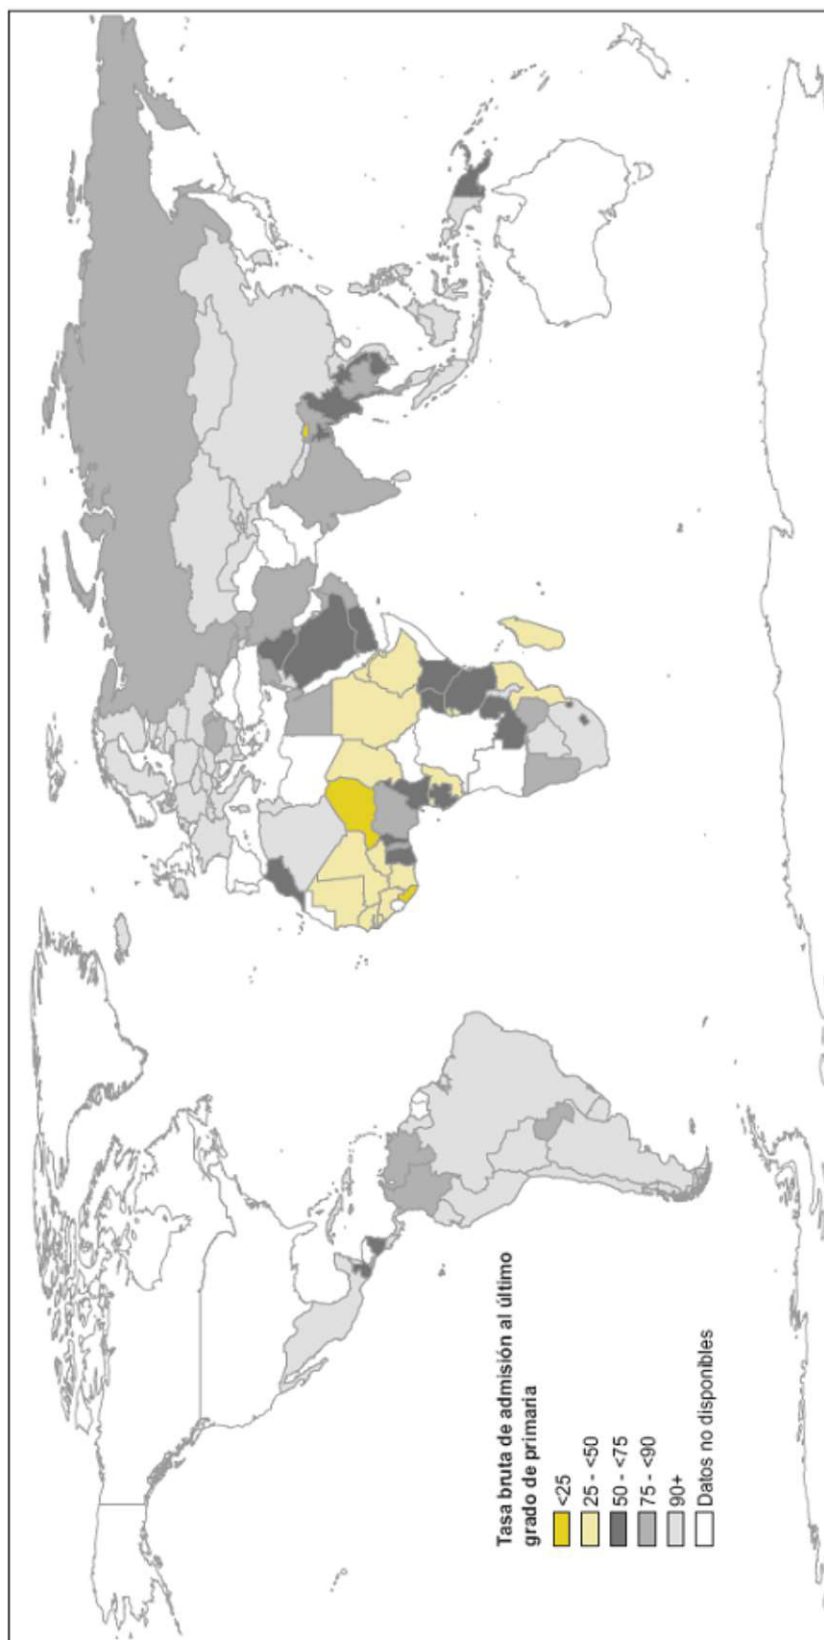 Tasa bruta de admisión al último
grado de primaria
<25
25 - <50
50 - <75
75 - <90
90+
Datos no disponibles